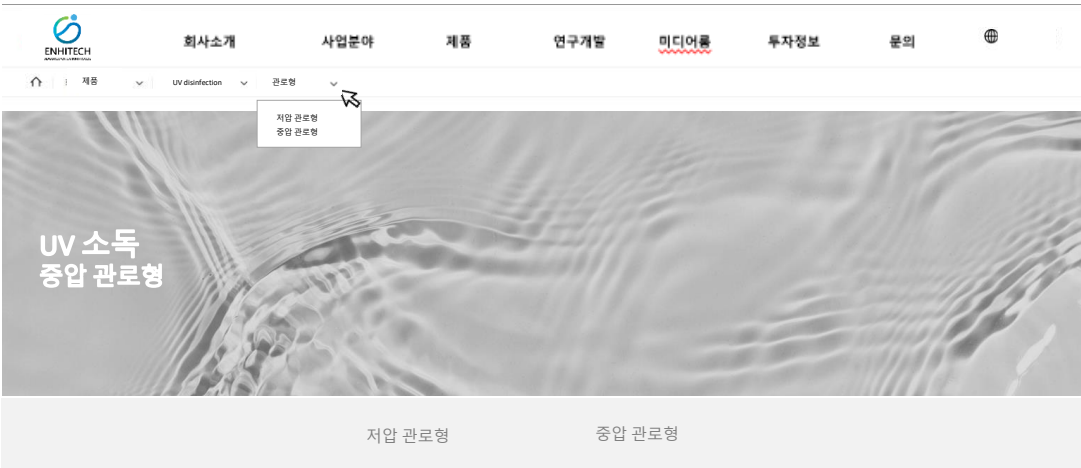 ENHITECH
회사소개
사업분야
제품
연구개발
미디어룸
투자정보
문의
제품
UV disinfection
관로형
저압 관로형
중압 관로형
UV 소독
중압 관로형
저압 관로형
중압 관로형